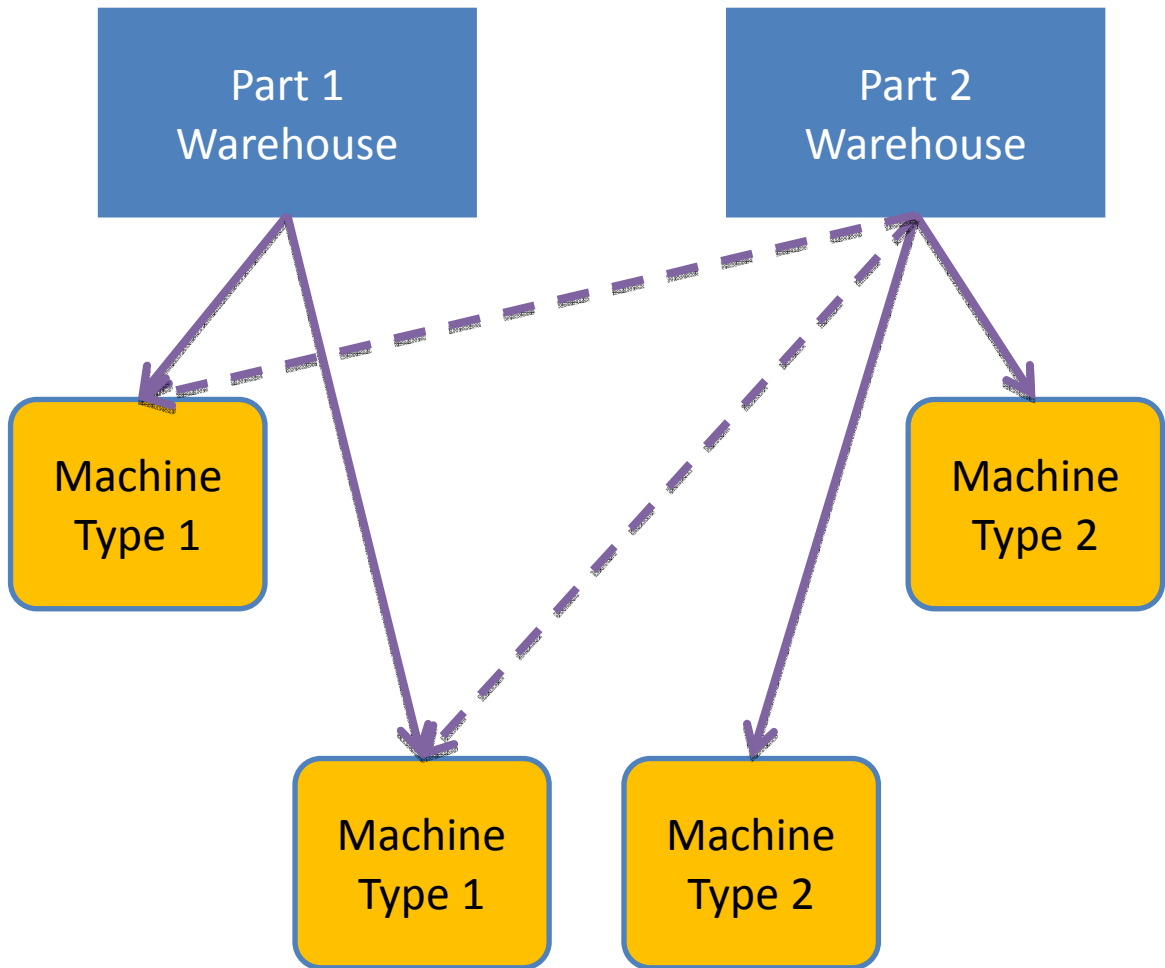 Part 1
Warehouse
Part 2
Warehouse
Machine
Type 1
Machine
Type 2
Machine
Type 1
Machine
Type 2